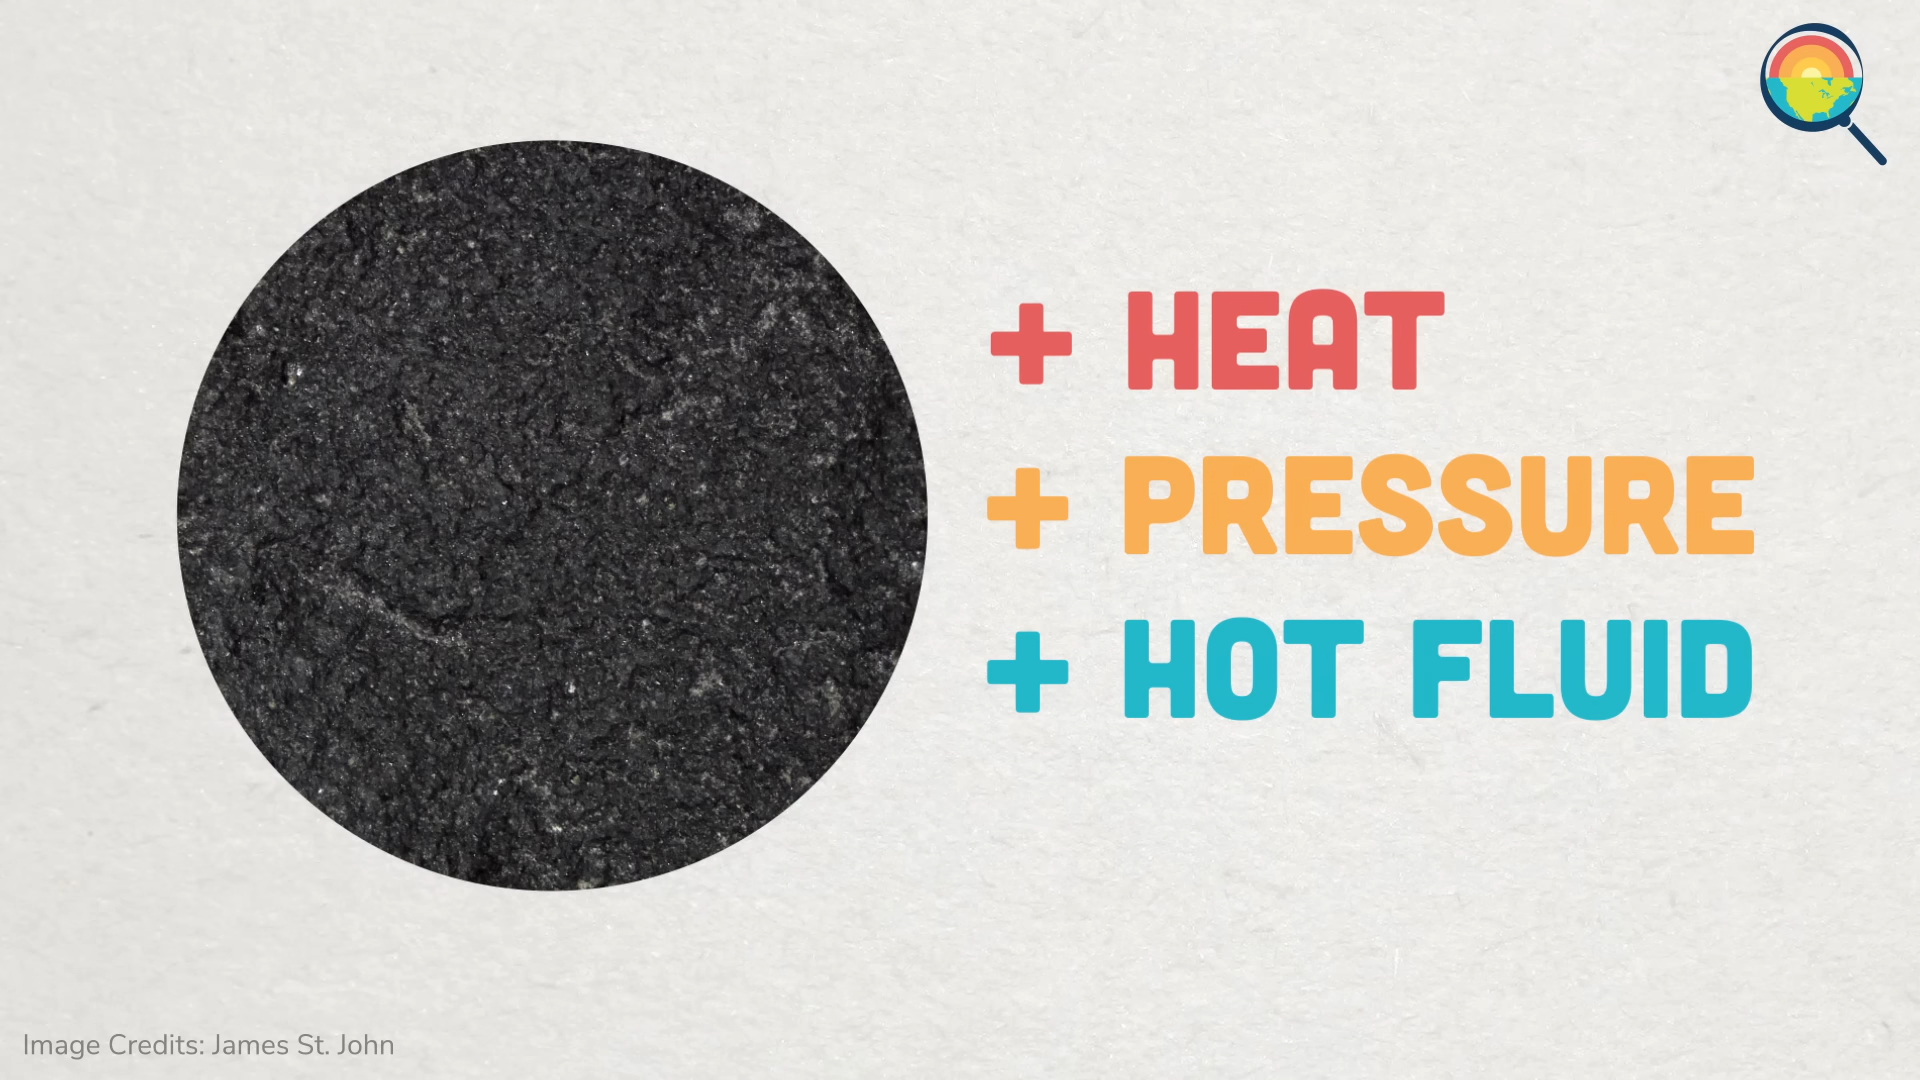 + HEAT
+ PRESSURE
+ HOT FLUID
Image Credits: James St. John